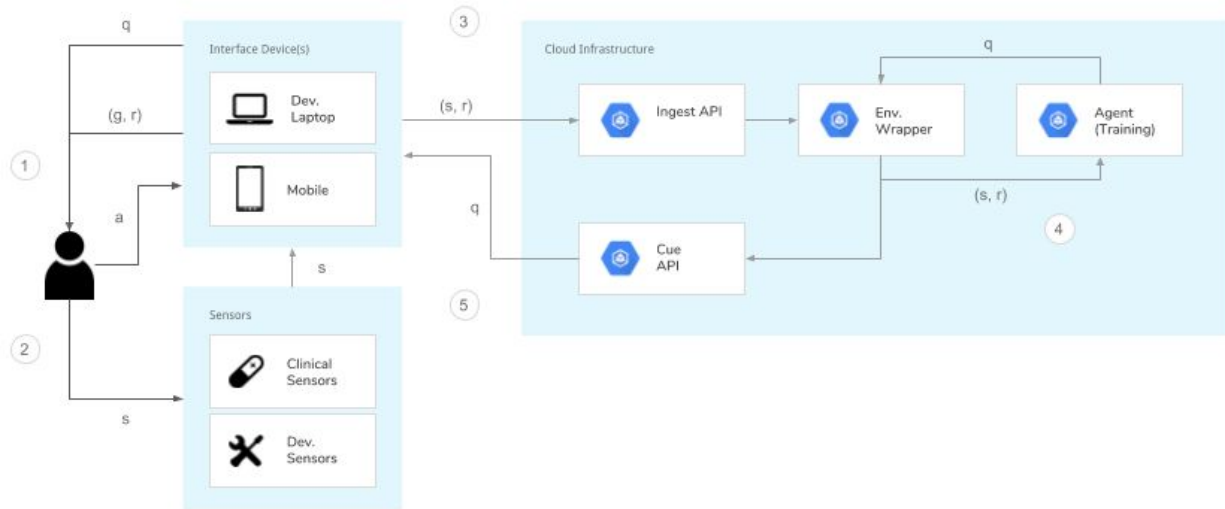 q
3
Interface Device(s)
Cloud Infrastructure
q
Dev.
Laptop
(g, r)
(s, r)
Ingest API
Env.
Wrapper
Agent
(Training)
1
Mobile
a
q
(s, r)
4
Cue
API
s
5
Sensors
2
Clinical
Sensors
s
Dev.
Sensors